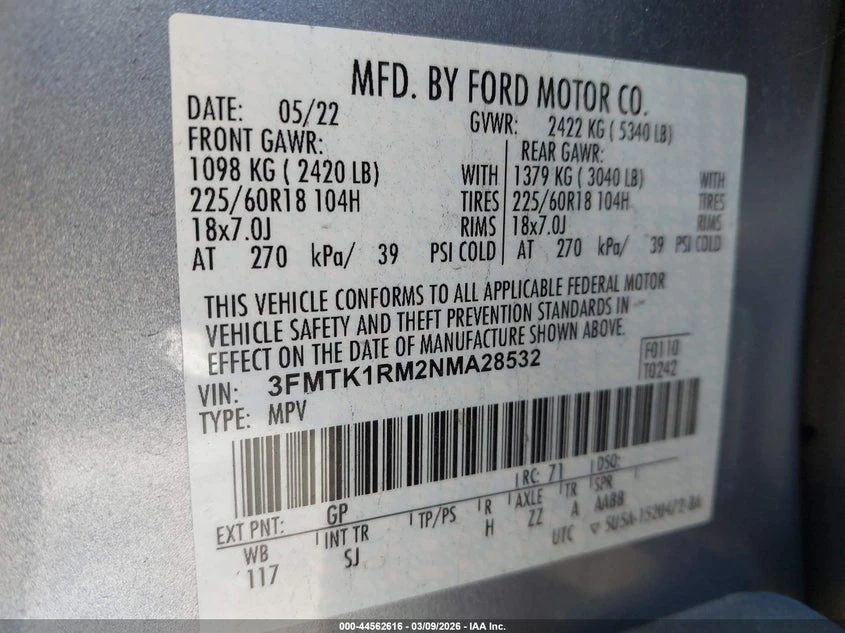 MFD. BY FORD MOTOR CO.
DATE: 05/22 GVWR: 2422 KG ( 5340 LB)
FRONT GAWR: REAR GAWR:
1098 KG ( 2420 LB) WITH 1379 KG ( 3040 LB) WITH
225/60R18 104H TIRES 225/60R18 104H TIRES
18x7.0J RIMS 18x7.0J RIMS
AT 270 kPa/ 39 PSI COLD AT 270 kPa/ 39 PSI COLD
THIS VEHICLE CONFORMS TO ALL APPLICABLE FEDERAL MOTOR
VEHICLE SAFETY AND THEFT PREVENTION STANDARDS IN
EFFECT ON THE DATE OF MANUFACTURE SHOWN ABOVE.
VIN: 3FMTK1RM2NMA28532 F0110
TYPE: MPV T0242
EXT PNT: GP RC: 71 DSO:
WB INT TR TP/PS R AXLE TR SPR
117 SJ H ZZ A AABB
UTC
000-44562616 - 03/09/2026 - IAA Inc.